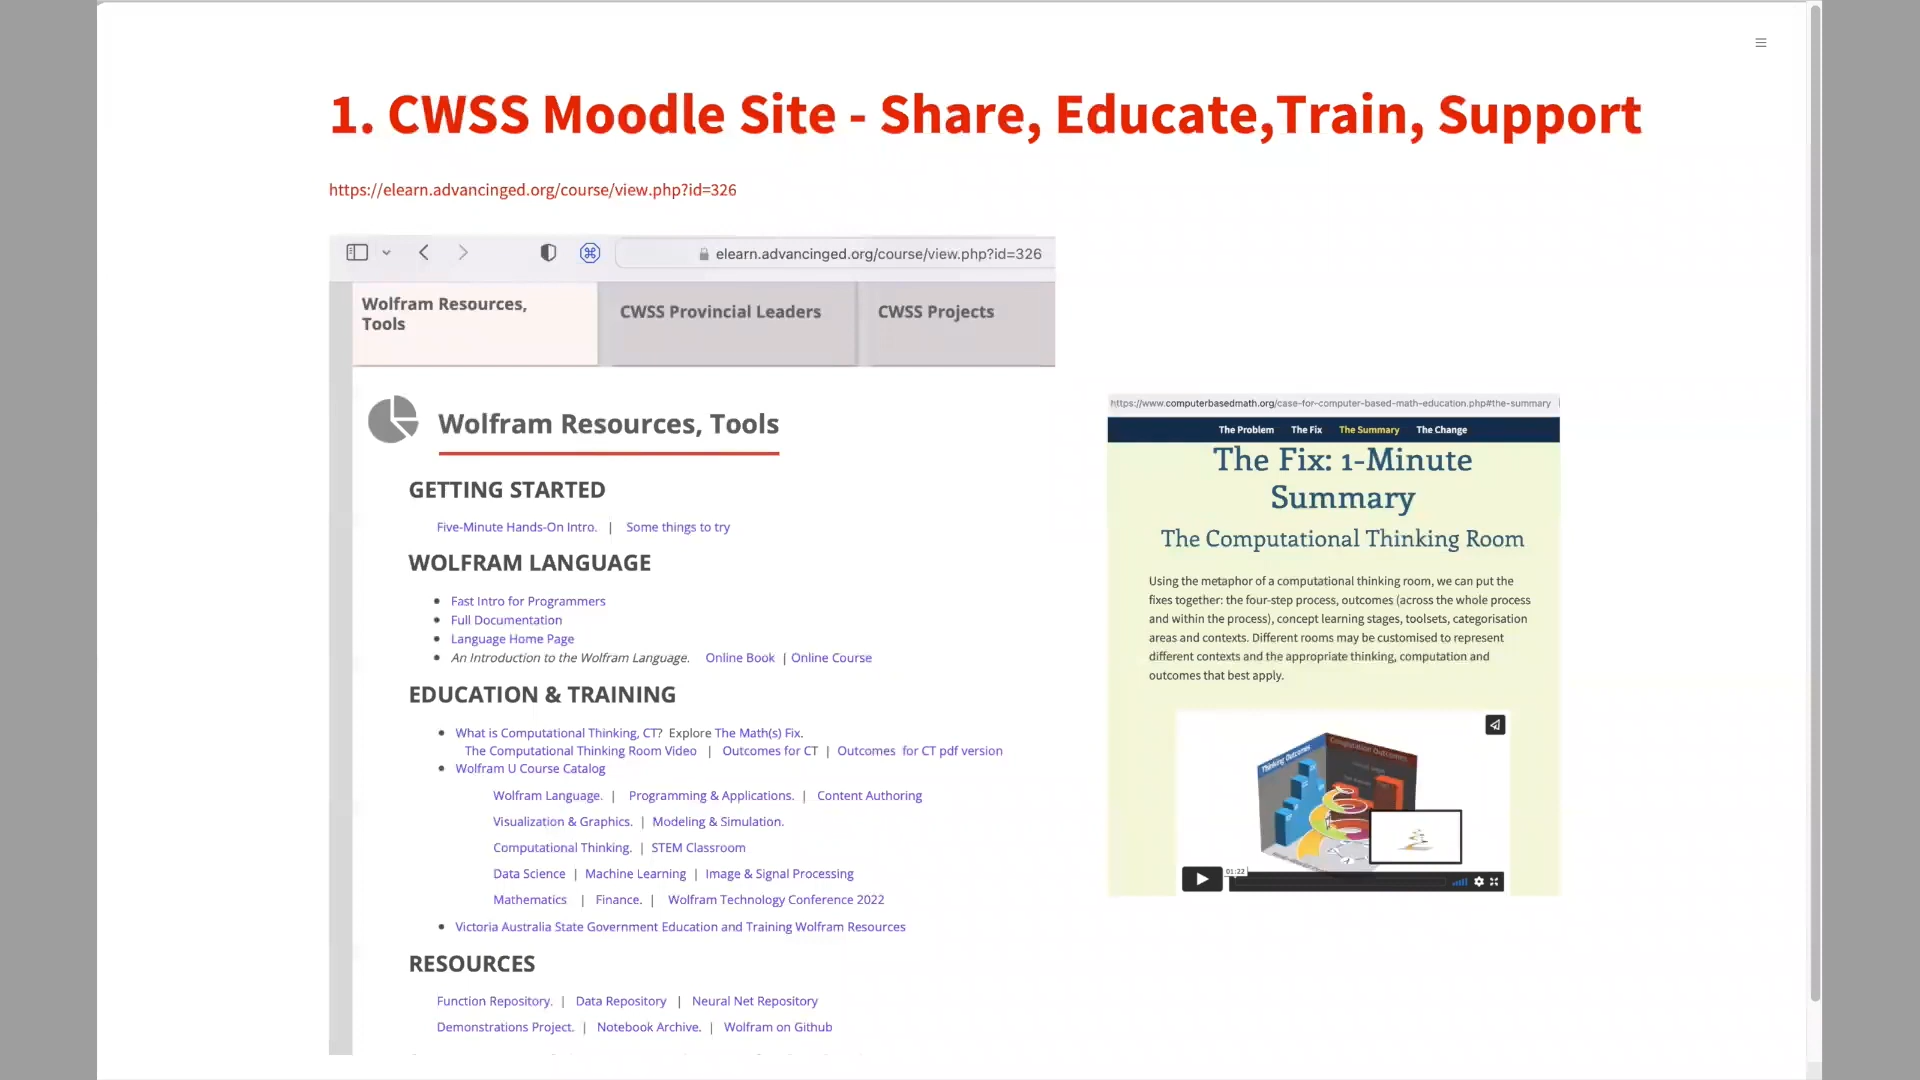 1. CWSS Moodle Site - Share, Educate,Train, Support
https://elearn.advancinged.org/course/view.php?id=326
elearn.advancinged.org/course/view.php?id=326
Wolfram Resources,
Tools
CWSS Provincial Leaders
CWSS Projects
Wolfram Resources, Tools
GETTING STARTED
Five-Minute Hands-On Intro. | Some things to try
WOLFRAM LANGUAGE
Fast Intro for Programmers
Full Documentation
Language Home Page
An Introduction to the Wolfram Language. Online Book | Online Course
EDUCATION & TRAINING
What is Computational Thinking, CT? Explore The Math(s) Fix.
The Computational Thinking Room Video | Outcomes for CT | Outcomes for CT pdf version
Wolfram U Course Catalog
Wolfram Language. | Programming & Applications. | Content Authoring
Visualization & Graphics. | Modeling & Simulation.
Computational Thinking. | STEM Classroom
Data Science | Machine Learning | Image & Signal Processing
Mathematics | Finance. | Wolfram Technology Conference 2022
Victoria Australia State Government Education and Training Wolfram Resources
RESOURCES
Function Repository. | Data Repository | Neural Net Repository
Demonstrations Project. | Notebook Archive. | Wolfram on Github
https://www.computerbasedmath.org/case-for-computer-based-math-education.php#the-summary
The Problem The Fix The Summary The Change
The Fix: 1-Minute
Summary
The Computational Thinking Room
Using the metaphor of a computational thinking room, we can put the
fixes together: the four-step process, outcomes (across the whole process
and within the process), concept learning stages, toolsets, categorisation
areas and contexts. Different rooms may be customised to represent
different contexts and the appropriate thinking, computation and
outcomes that best apply.
Thinking Outcomes
Computation Outcomes
01:22